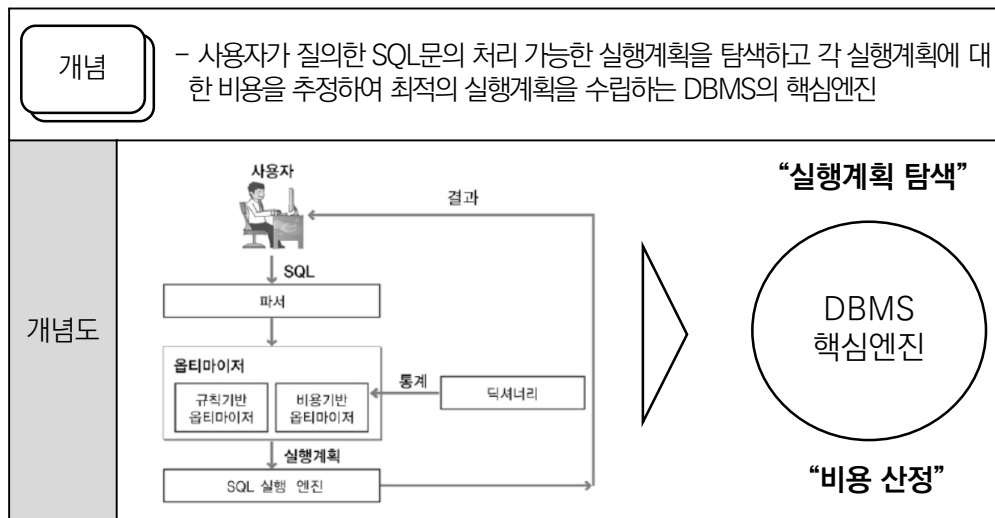 개념
- 사용자가 질의한 SQL문의 처리 가능한 실행계획을 탐색하고 각 실행계획에 대
한 비용을 추정하여 최적의 실행계획을 수립하는 DBMS의 핵심엔진
개념도
사용자
결과
SQL
파서
옵티마이저
규칙기반
옵티마이저
비용기반
옵티마이저
통계
딕셔너리
실행계획
SQL 실행 엔진
“실행계획 탐색”
DBMS
핵심엔진
“비용 산정”